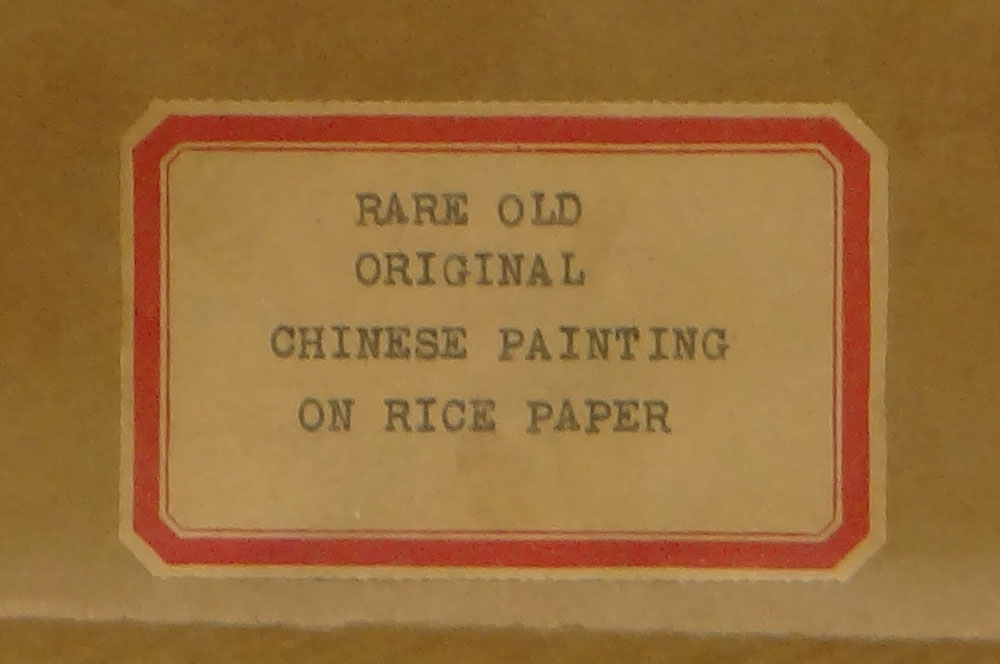 RARE OLD
ORIGINAL
CHINESE PAINTING
ON RICE PAPER